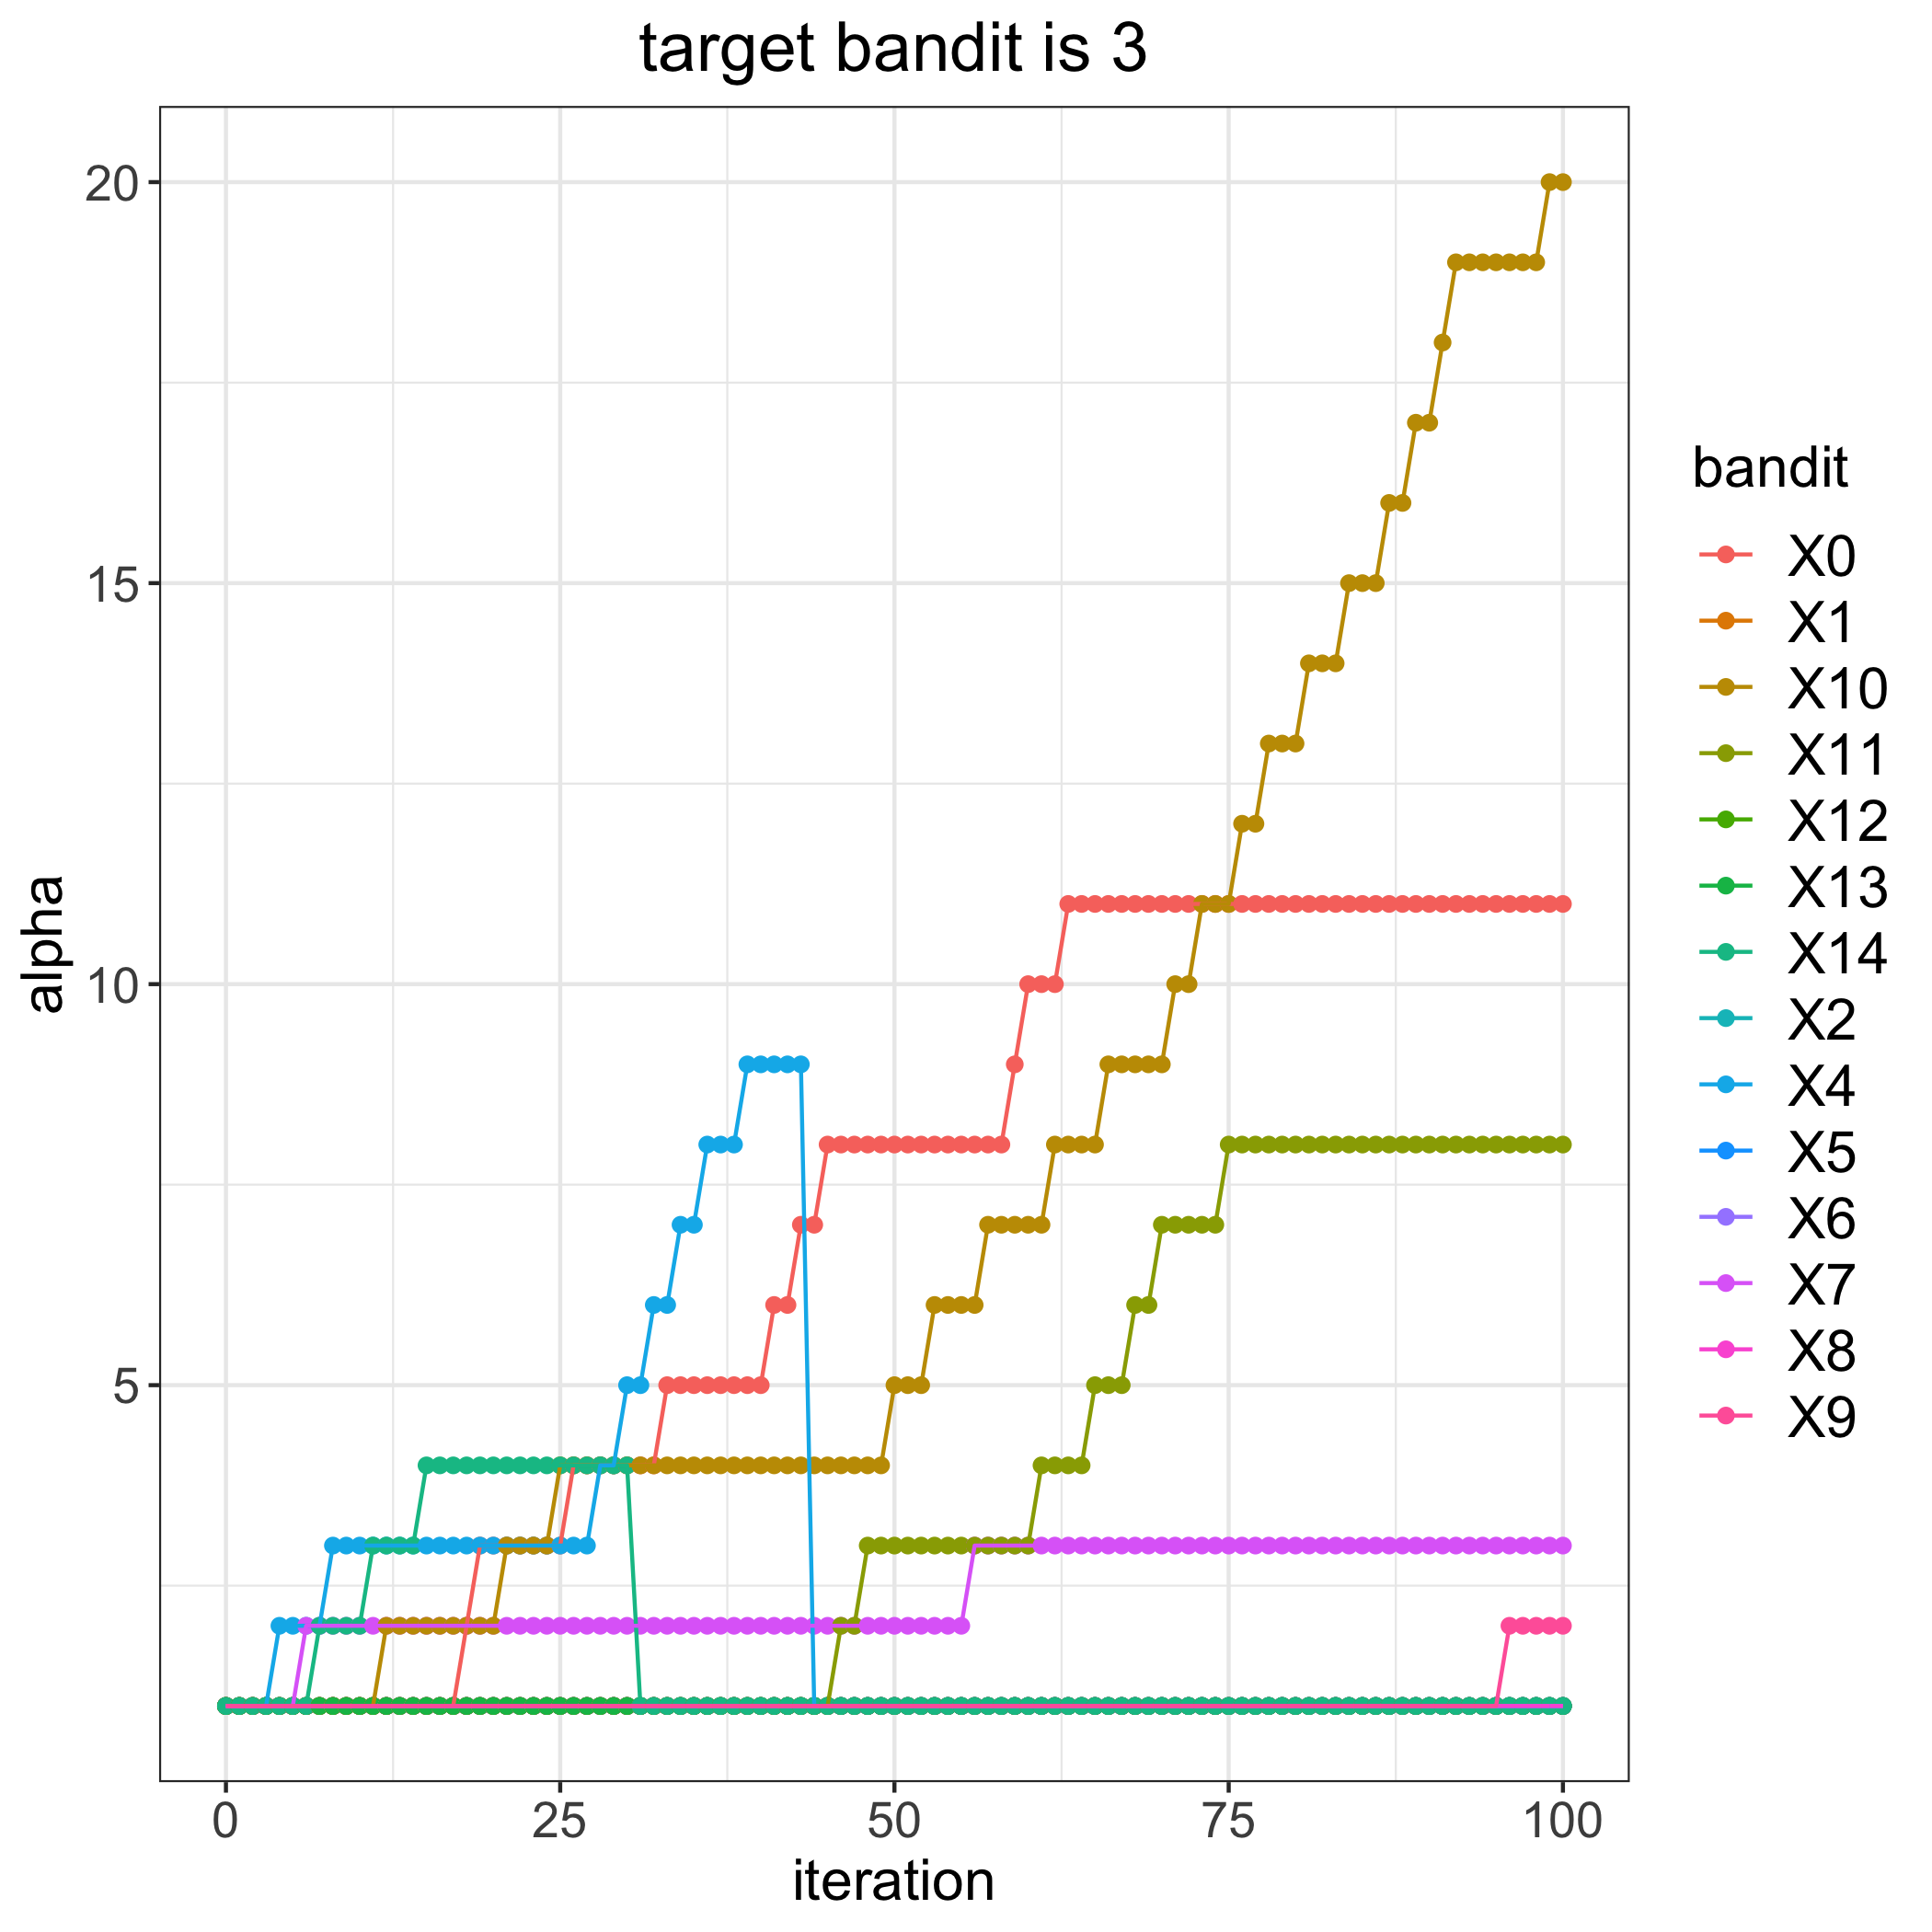 target bandit is 3
20
15
10
5
alpha
0 25 50 75 100
iteration
bandit
X0
X1
X10
X11
X12
X13
X14
X2
X4
X5
X6
X7
X8
X9